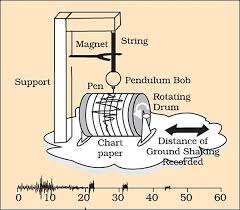 Magnet
String
Support
Pendulum Bob
Pen
Rotating
Drum
Chart
paper
Distance of
Ground Shaking
Recorded
0 10 20 30 40 50 60